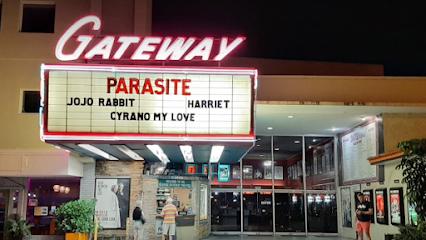 GATEWAY
PARASITE
JOJO RABBIT HARRIET
CYRANO MY LOVE